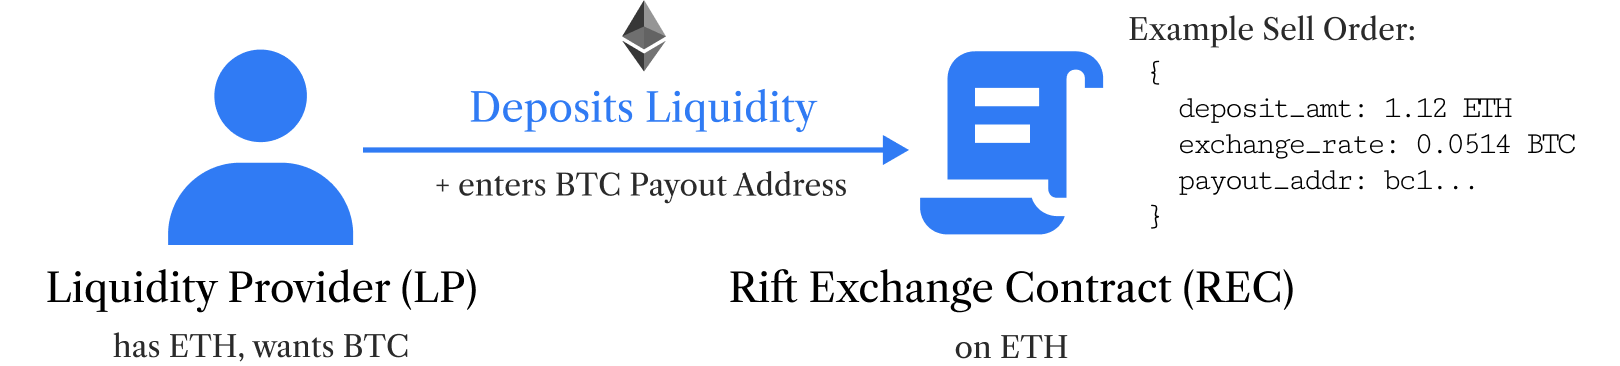 Example Sell Order:
{
deposit_amt: 1.12 ETH
exchange_rate: 0.0514 BTC
payout_addr: bc1...
}
Deposits Liquidity
+ enters BTC Payout Address
Liquidity Provider (LP)
has ETH, wants BTC
Rift Exchange Contract (REC)
on ETH